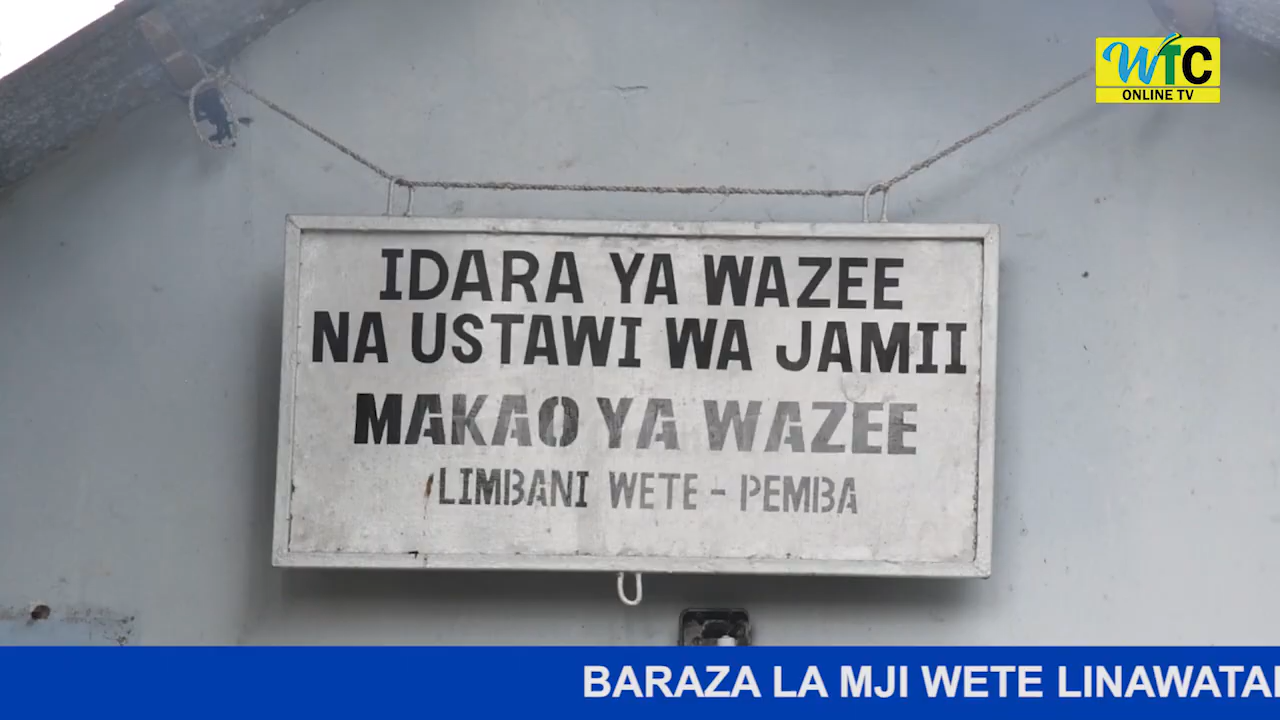 WTC
ONLINE TV
IDARA YA WAZEE
NA USTAWI WA JAMII
MAKAO YA WAZEE
LIMBANI WETE - PEMBA
BARAZA LA MJI WETE